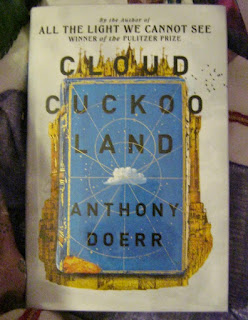 By the Author of
ALL THE LIGHT WE CANNOT SEE
WINNER of the PULITZER PRIZE
CLOUD
CUCKOO
LAND
ANTHONY
DOERR